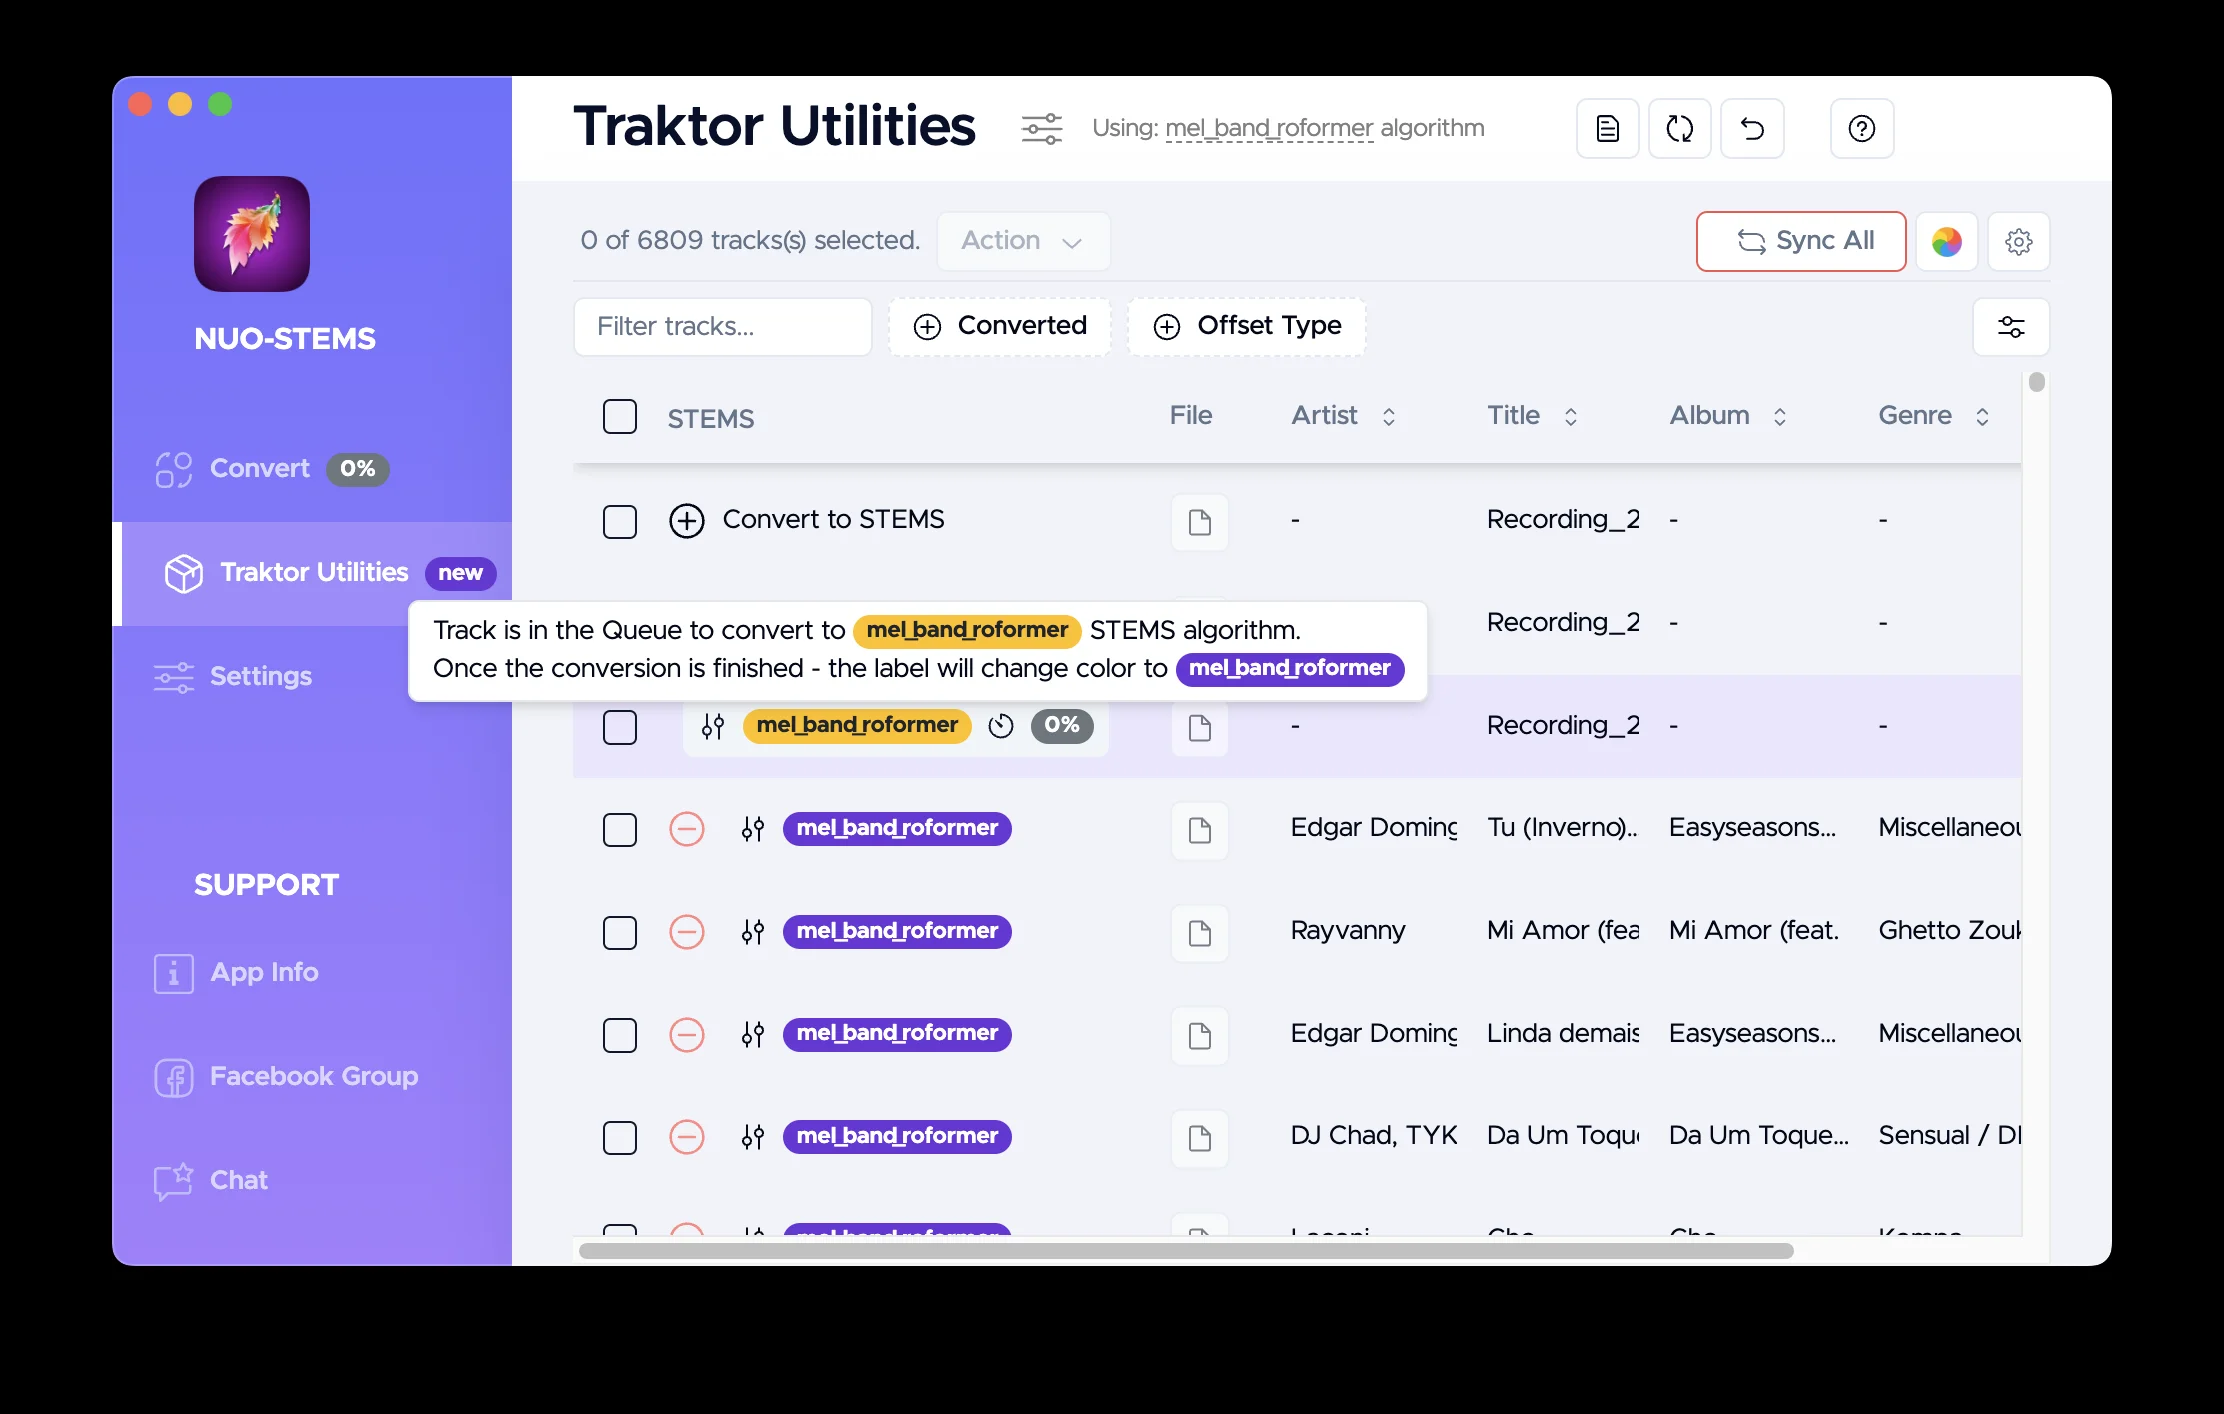 Traktor Utilities
Using: mel_band_roformer algorithm
NUO-STEMS
Convert 0%
Traktor Utilities new
Settings
SUPPORT
App Info
Facebook Group
Chat
0 of 6809 tracks(s) selected. Action Sync All
Filter tracks... Converted Offset Type
STEMS File Artist Title Album Genre
Convert to STEMS - Recording_2 - -
Recording_2 - -
Track is in the Queue to convert to mel_band_roformer STEMS algorithm.
Once the conversion is finished - the label will change color to mel_band_roformer
mel_band_roformer 0% - Recording_2 - -
mel_band_roformer Edgar Doming Tu (Inverno).. Easyseasons... Miscellaneou
mel_band_roformer Rayvanny Mi Amor (fea Mi Amor (feat. Ghetto Zouk
mel_band_roformer Edgar Doming Linda demais Easyseasons... Miscellaneou
mel_band_roformer DJ Chad, TYK Da Um Toqu Da Um Toque... Sensual / DI